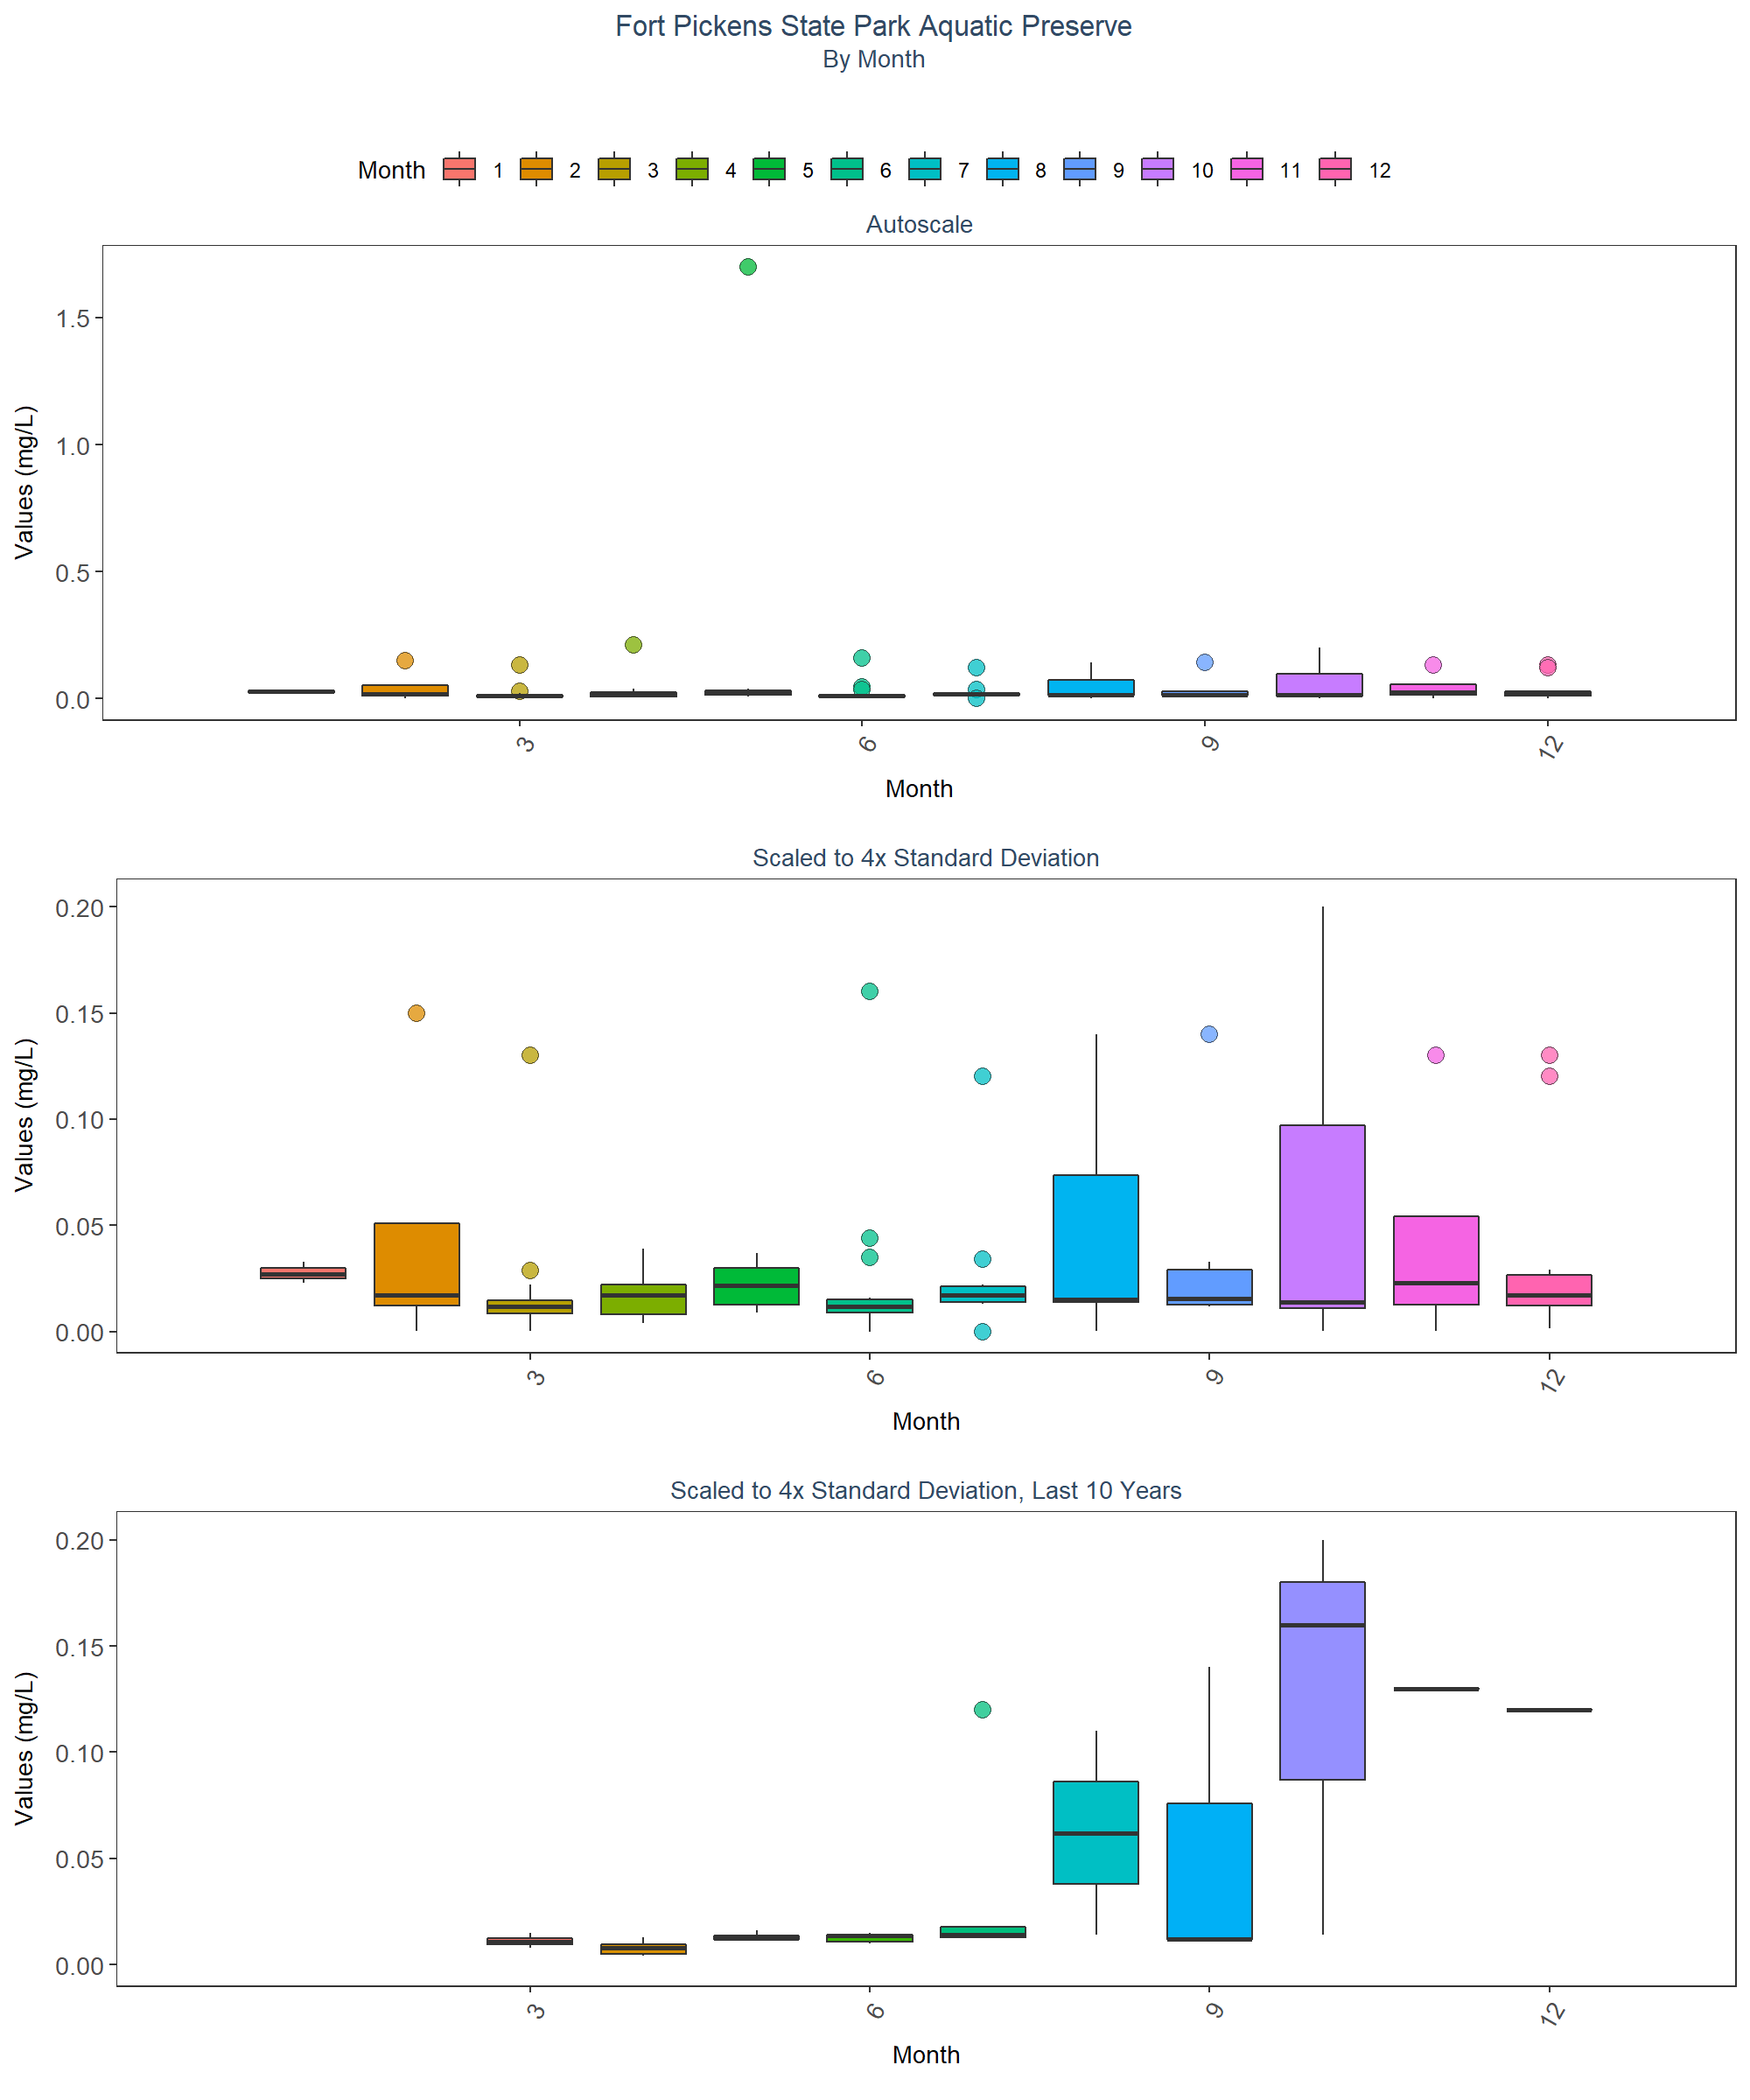 Fort Pickens State Park Aquatic Preserve
By Month
Month 1 2 3 4 5 6 7 8 9 10 11 12
Autoscale
Values (mg/L)
1.5
1.0
0.5
0.0
3 6 9 12
Month
Scaled to 4x Standard Deviation
Values (mg/L)
0.20
0.15
0.10
0.05
0.00
3 6 9 12
Month
Scaled to 4x Standard Deviation, Last 10 Years
Values (mg/L)
0.20
0.15
0.10
0.05
0.00
3 6 9 12
Month